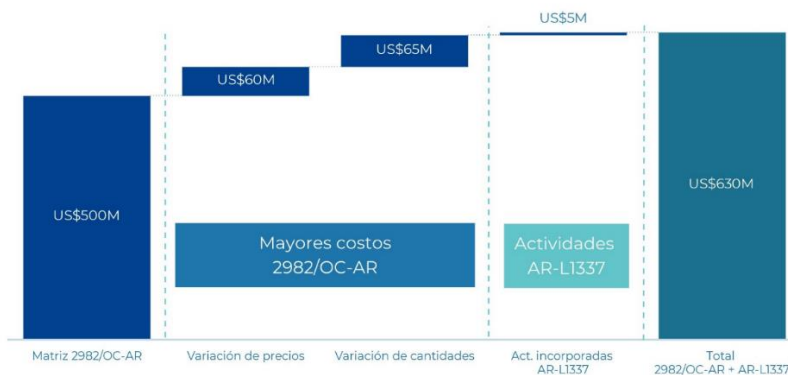 US$5M
US$65M
US$60M
US$500M
US$630M
Mayores costos
2982/OC-AR
Actividades
AR-L1337
Matriz 2982/OC-AR
Variación de precios
Variación de cantidades
Act. incorporadas
AR-L1337
Total
2982/OC-AR + AR-L1337